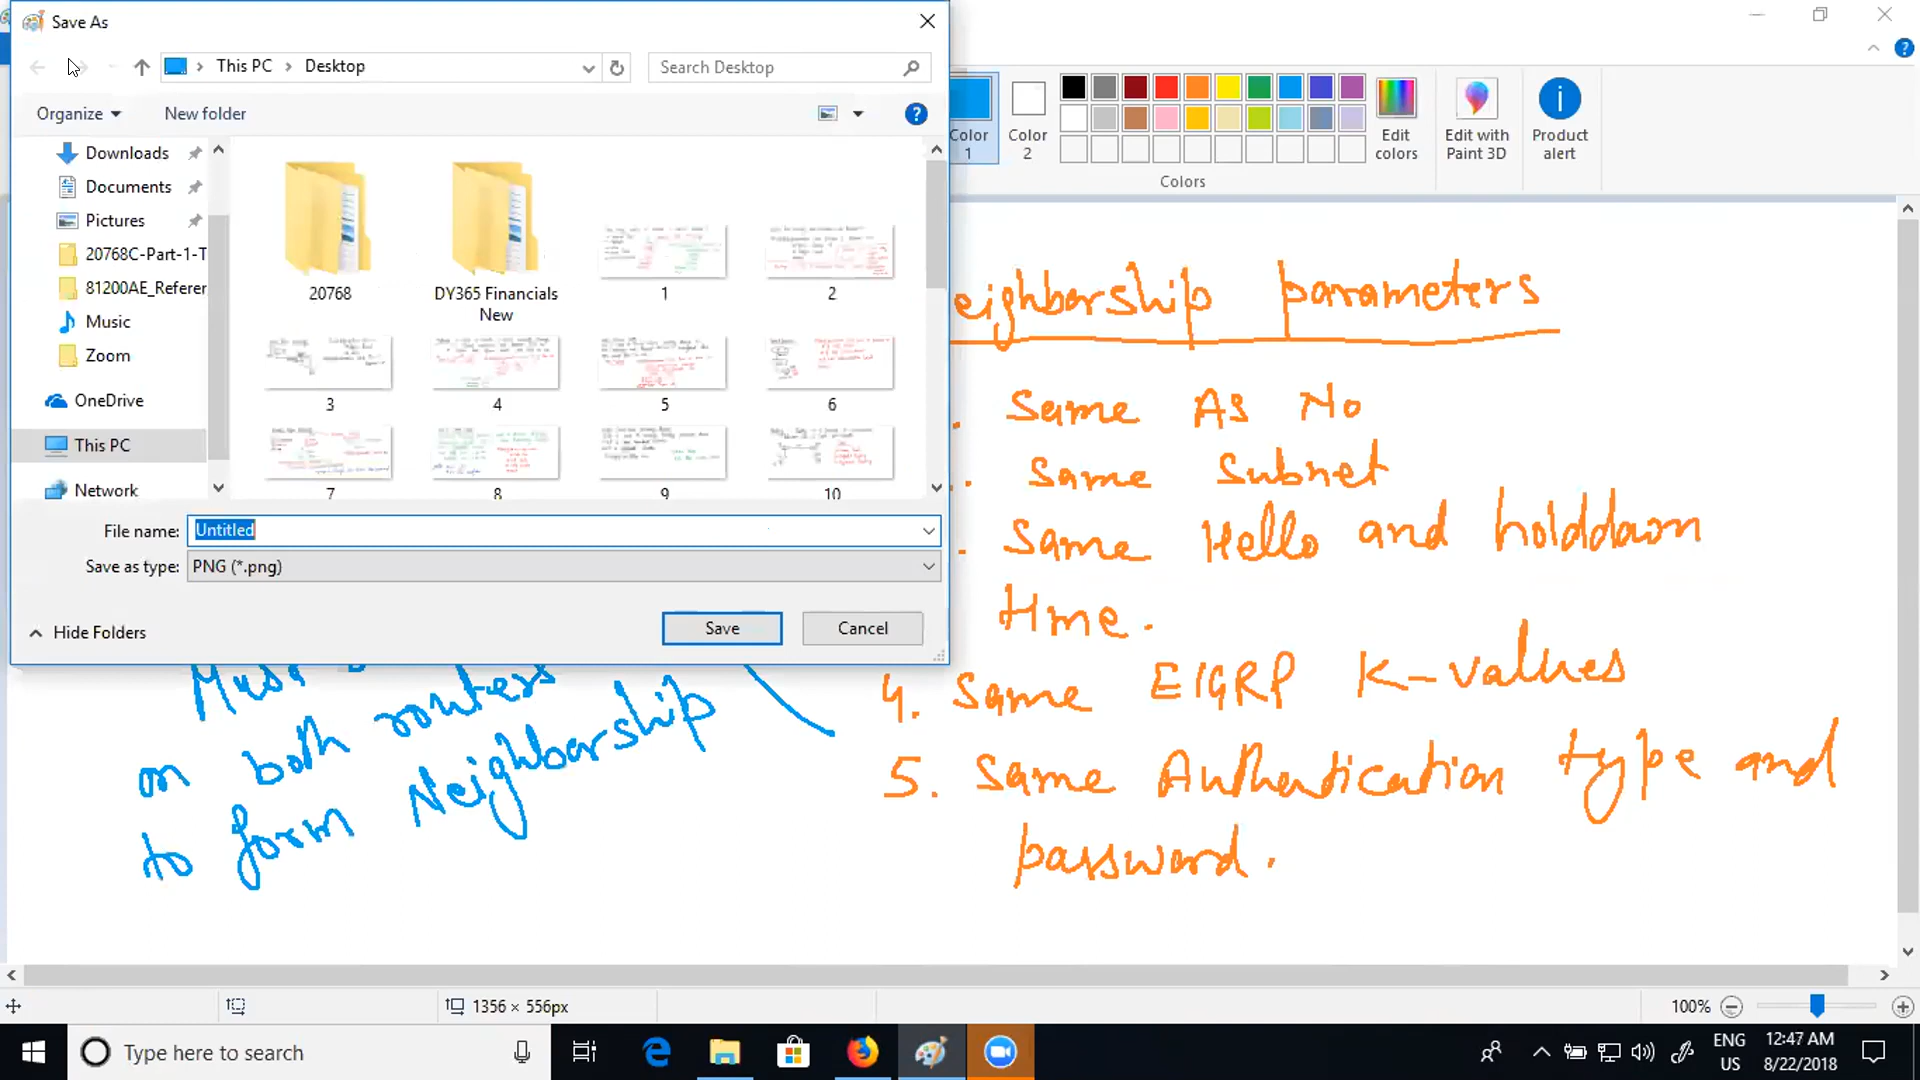 Save As
This PC
Desktop
Search Desktop
Organize
New folder
Downloads
Documents
Pictures
20768C-Part-1-T
81200AE_Referer
Music
Zoom
OneDrive
This PC
Network
20768
DY365 Financials
New
1
2
3
4
5
6
7
8
9
10
File name:
Untitled
Save as type:
PNG (*.png)
Hide Folders
Save
Cancel
Color
1
Color
2
Edit
colors
Edit with
Paint 3D
Product
alert
Colors
eighborship parameters
Same As No
Same Subnet
Same Hello and holddown
time.
4. Same EIGRP K-values
5. Same Authentication type and
password.
on both routers
to form Neighborship
1356 × 556px
100%
Type here to search
ENG
US
12:47 AM
8/22/2018